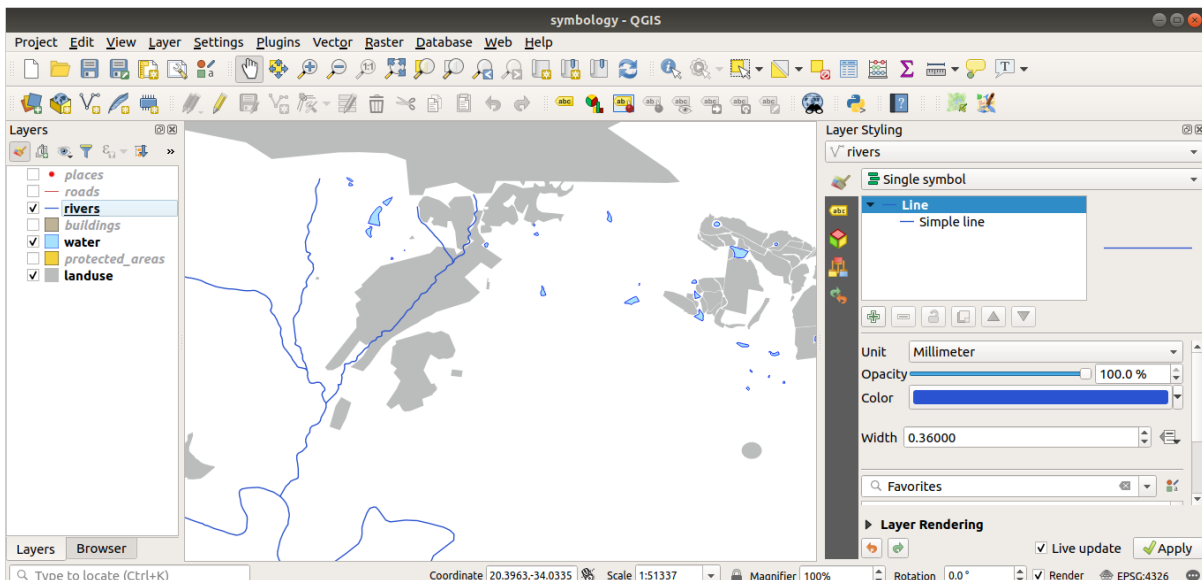 symbology - QGIS
Project Edit View Layer Settings Plugins Vector Raster Database Web Help
Layers
places
roads
rivers
buildings
water
protected_areas
landuse
Layers Browser
Layer Styling
rivers
Single symbol
Line
Simple line
Unit Millimeter
Opacity 100.0 %
Color
Width 0.36000
Favorites
Layer Rendering
Live update Apply
Type to locate (Ctrl+K) Coordinate 20.3963,-34.0335 Scale 1:51337 Magnifier 100% Rotation 0.0° Render EPSG:4326